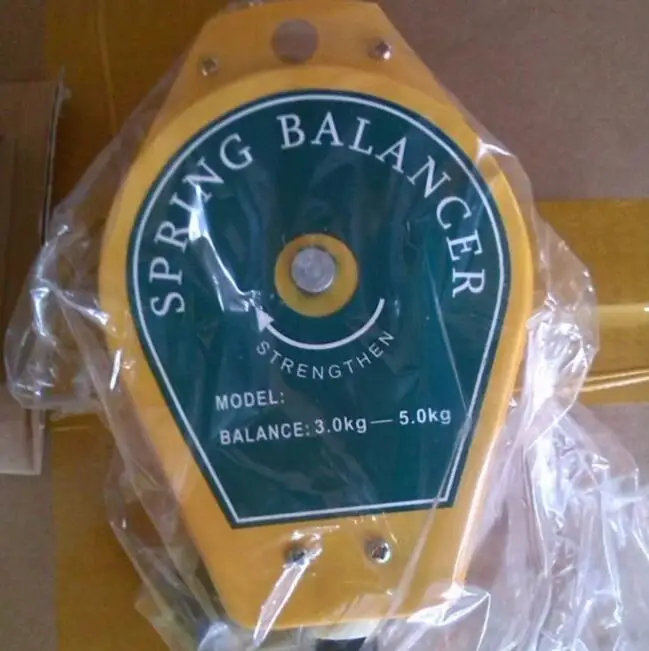 SPRING BALANCER
STRENGTHEN
MODEL:
BALANCE: 3.0kg — 5.0kg